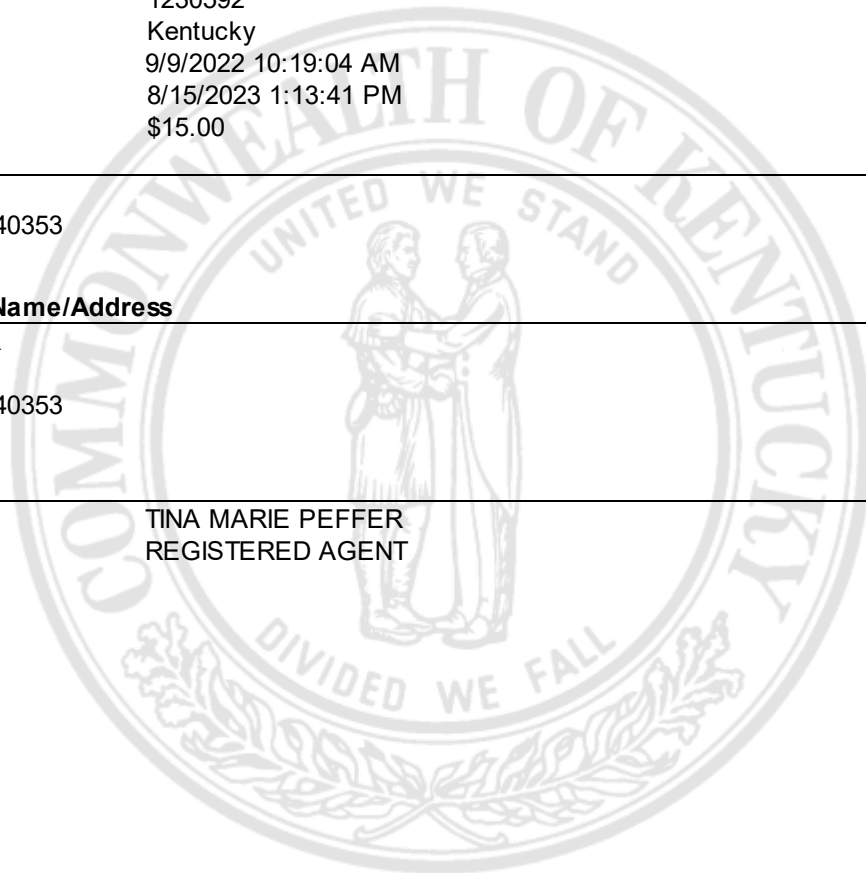 1230592
Kentucky
9/9/2022 10:19:04 AM
8/15/2023 1:13:41 PM
$15.00
40353
Name/Address
40353
TINA MARIE PEFFER
REGISTERED AGENT
COMMONWEALTH OF KENTUCKY
UNITED WE STAND
DIVIDED WE FALL